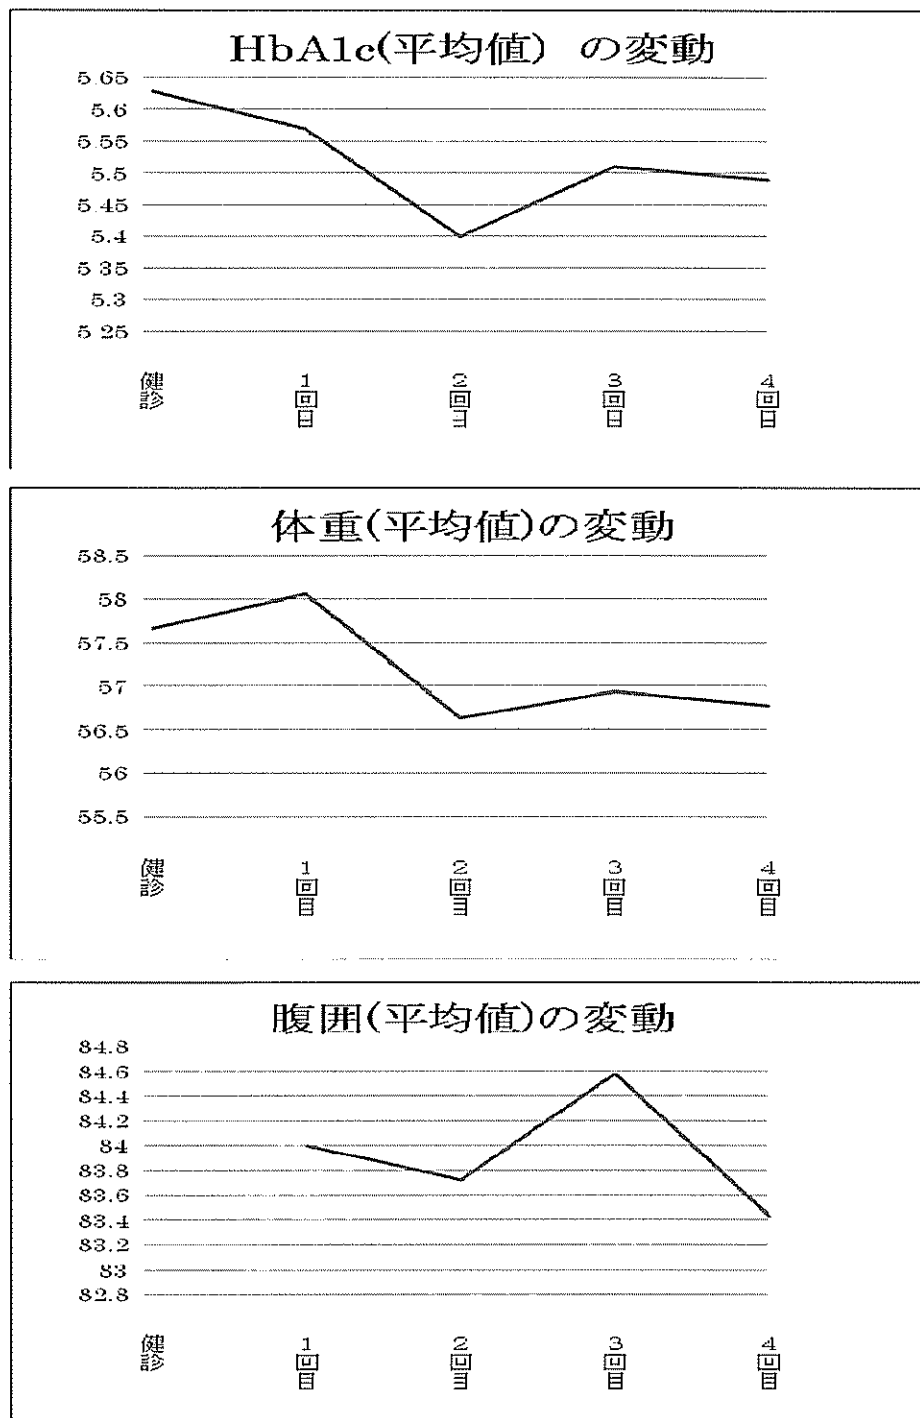 HbA1c(平均値) の変動
5.65
5.6
5.55
5.5
5.45
5.4
5 35
5.3
5 25
健診
1回目
2回目
3回目
4回目
体重(平均値)の変動
58.5
58
57.5
57
56.5
56
55.5
健診
1回目
2回目
3回目
4回目
腹囲(平均値)の変動
84.8
84.6
84.4
84.2
84
83.8
83.6
83.4
83.2
83
82.8
健診
1回目
2回目
3回目
4回目